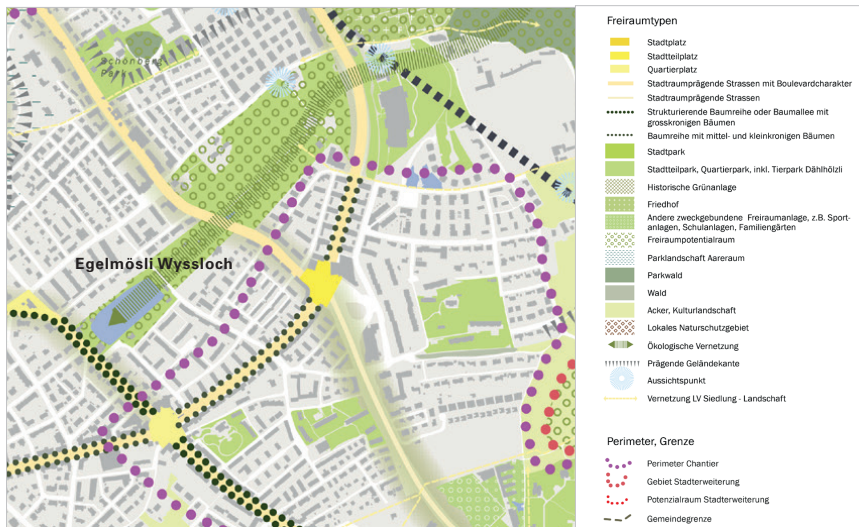 Schönberg
Park
Egelmösli Wyssloch
Freiraumtypen
Stadtplatz
Stadtteilplatz
Quartierplatz
Stadtraumprägende Strassen mit Boulevardcharakter
Stadtraumprägende Strassen
Strukturierende Baumreihe oder Baumallee mit
grosskronigen Bäumen
Baumreihe mit mittel- und kleinkronigen Bäumen
Stadtpark
Stadtteilpark, Quartierpark, inkl. Tierpark Dählhölzli
Historische Grünanlage
Friedhof
Andere zweckgebundene Freiraumanlage, z.B. Sport-
anlagen, Schulanlagen, Familiengärten
Freiraumpotentialraum
Parklandschaft Aareraum
Parkwald
Wald
Acker, Kulturlandschaft
Lokales Naturschutzgebiet
Ökologische Vernetzung
Prägende Geländekante
Aussichtspunkt
Vernetzung LV Siedlung - Landschaft
Perimeter, Grenze
Perimeter Chantier
Gebiet Stadterweiterung
Potenzialraum Stadterweiterung
Gemeindegrenze